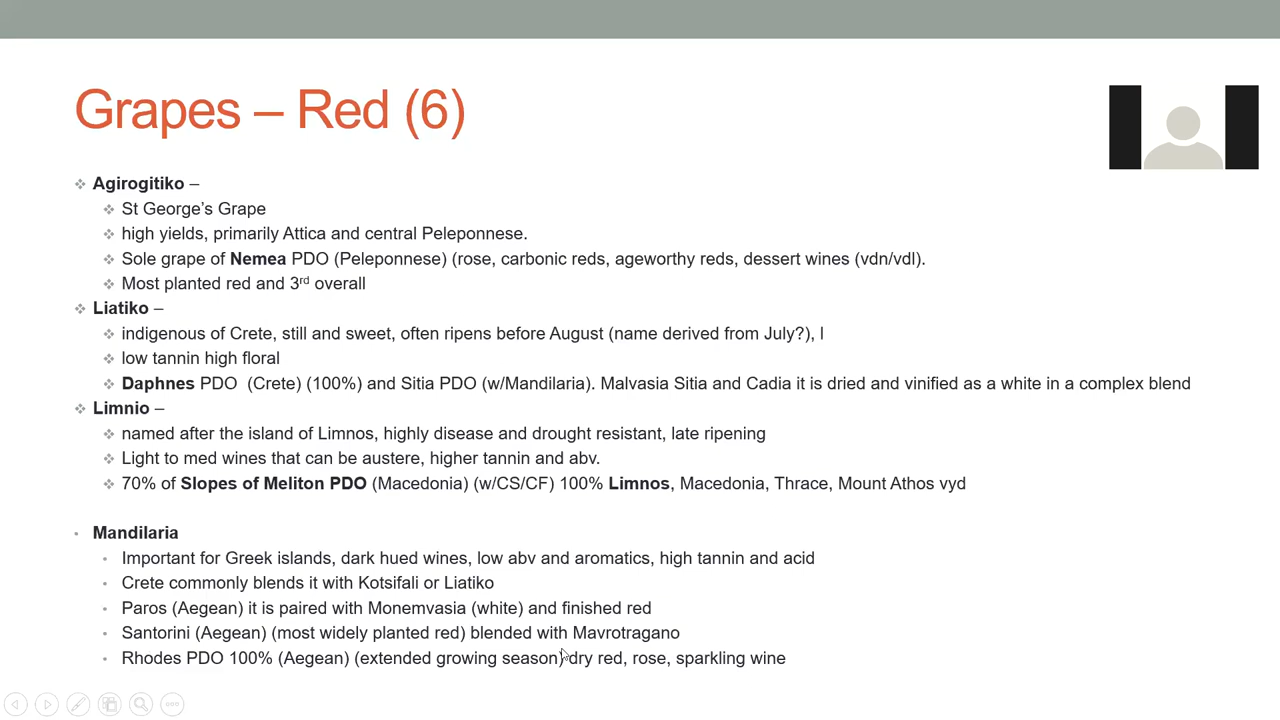 Grapes – Red (6)
Agirogitiko –
St George's Grape
high yields, primarily Attica and central Peleponnese.
Sole grape of Nemea PDO (Peleponnese) (rose, carbonic reds, ageworthy reds, dessert wines (vdn/vdl).
Most planted red and 3rd overall
Liatiko –
indigenous of Crete, still and sweet, often ripens before August (name derived from July?), l
low tannin high floral
Daphnes PDO (Crete) (100%) and Sitia PDO (w/Mandilaria). Malvasia Sitia and Cadia it is dried and vinified as a white in a complex blend
Limnio –
named after the island of Limnos, highly disease and drought resistant, late ripening
Light to med wines that can be austere, higher tannin and abv.
70% of Slopes of Meliton PDO (Macedonia) (w/CS/CF) 100% Limnos, Macedonia, Thrace, Mount Athos vyd
Mandilaria
Important for Greek islands, dark hued wines, low abv and aromatics, high tannin and acid
Crete commonly blends it with Kotsifali or Liatiko
Paros (Aegean) it is paired with Monemvasia (white) and finished red
Santorini (Aegean) (most widely planted red) blended with Mavrotragano
Rhodes PDO 100% (Aegean) (extended growing season) dry red, rose, sparkling wine